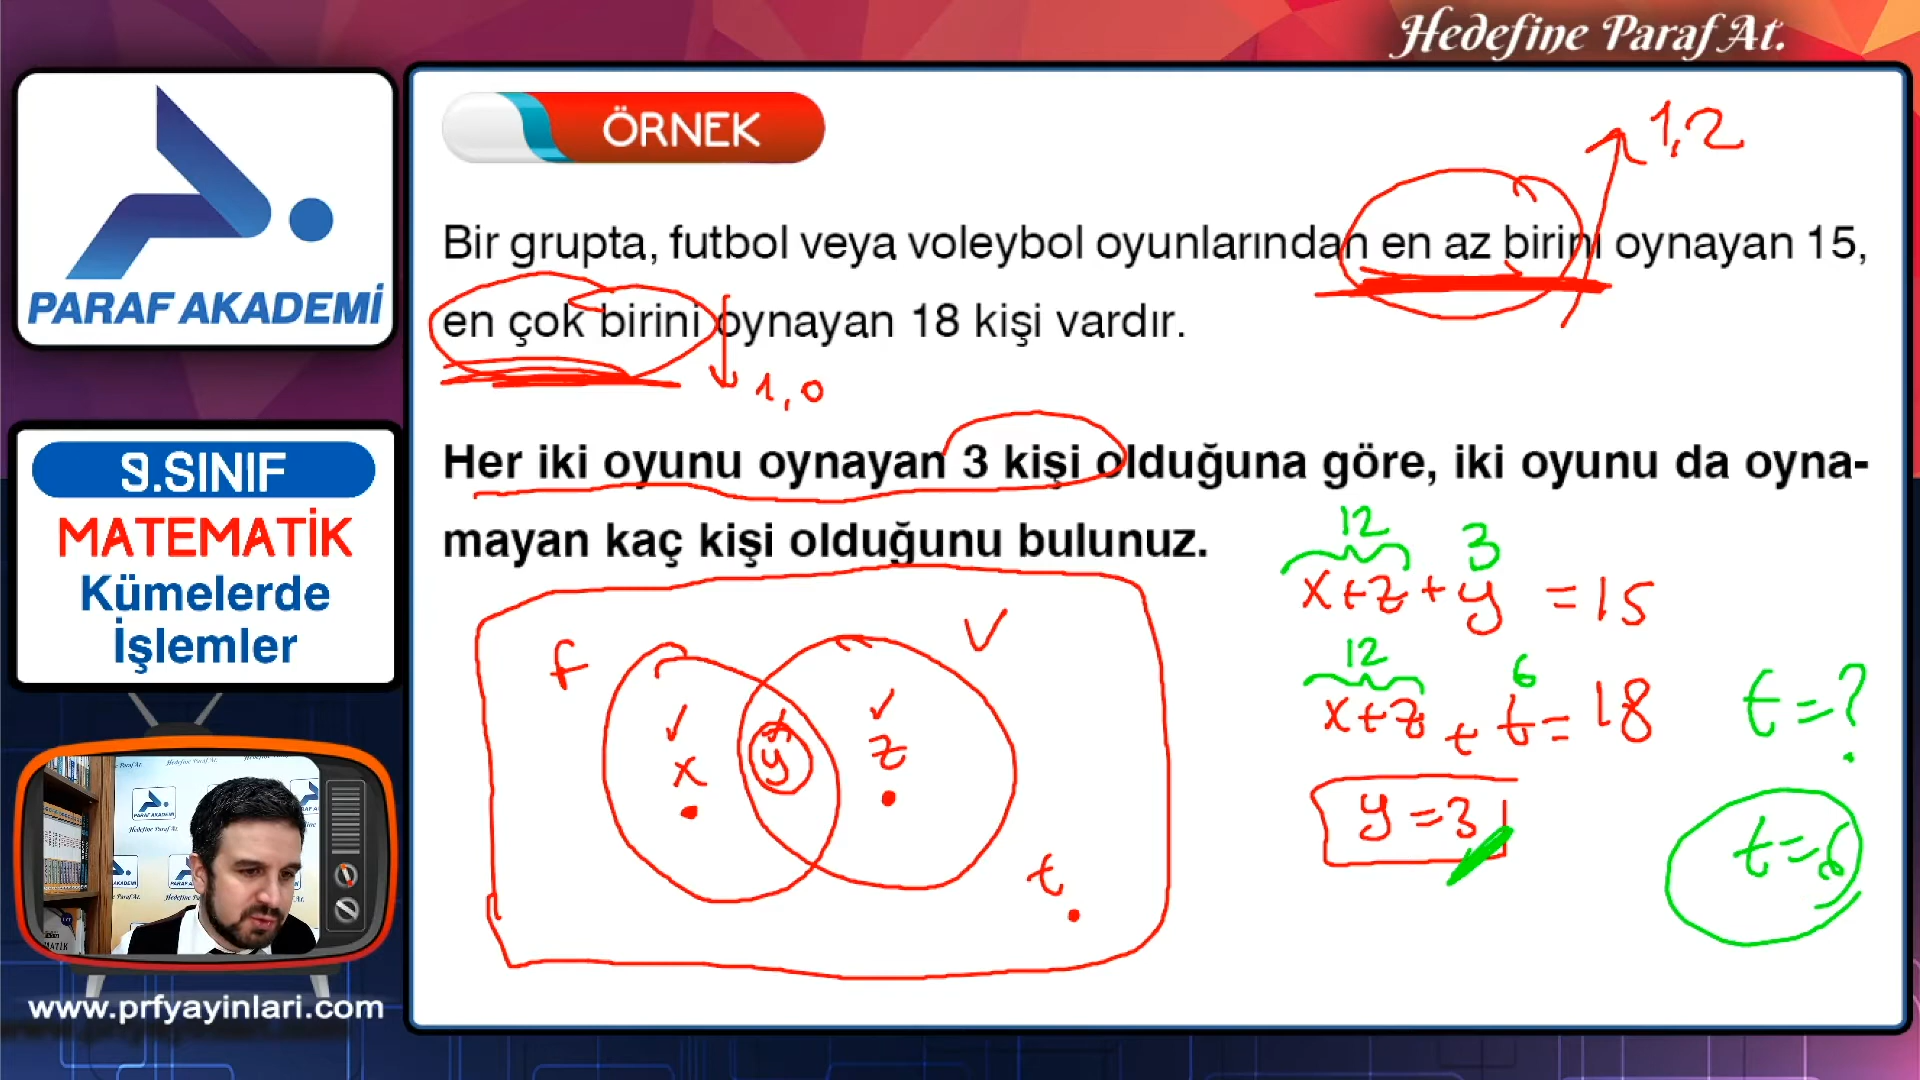 Hedefine Paraf At.
PARAF AKADEMİ
ÖRNEK
1,2
Bir grupta, futbol veya voleybol oyunlarından en az birini oynayan 15,
en çok birini oynayan 18 kişi vardır.
1,0
Her iki oyunu oynayan 3 kişi olduğuna göre, iki oyunu da oyna-
mayan kaç kişi olduğunu bulunuz.
9.SINIF
MATEMATİK
Kümelerde
İşlemler
12 3
x+z+y =15
12 6
x+z+t=18
y=3
t=?
t=6
f
V
x
y
z
t
www.prfyayinlari.com